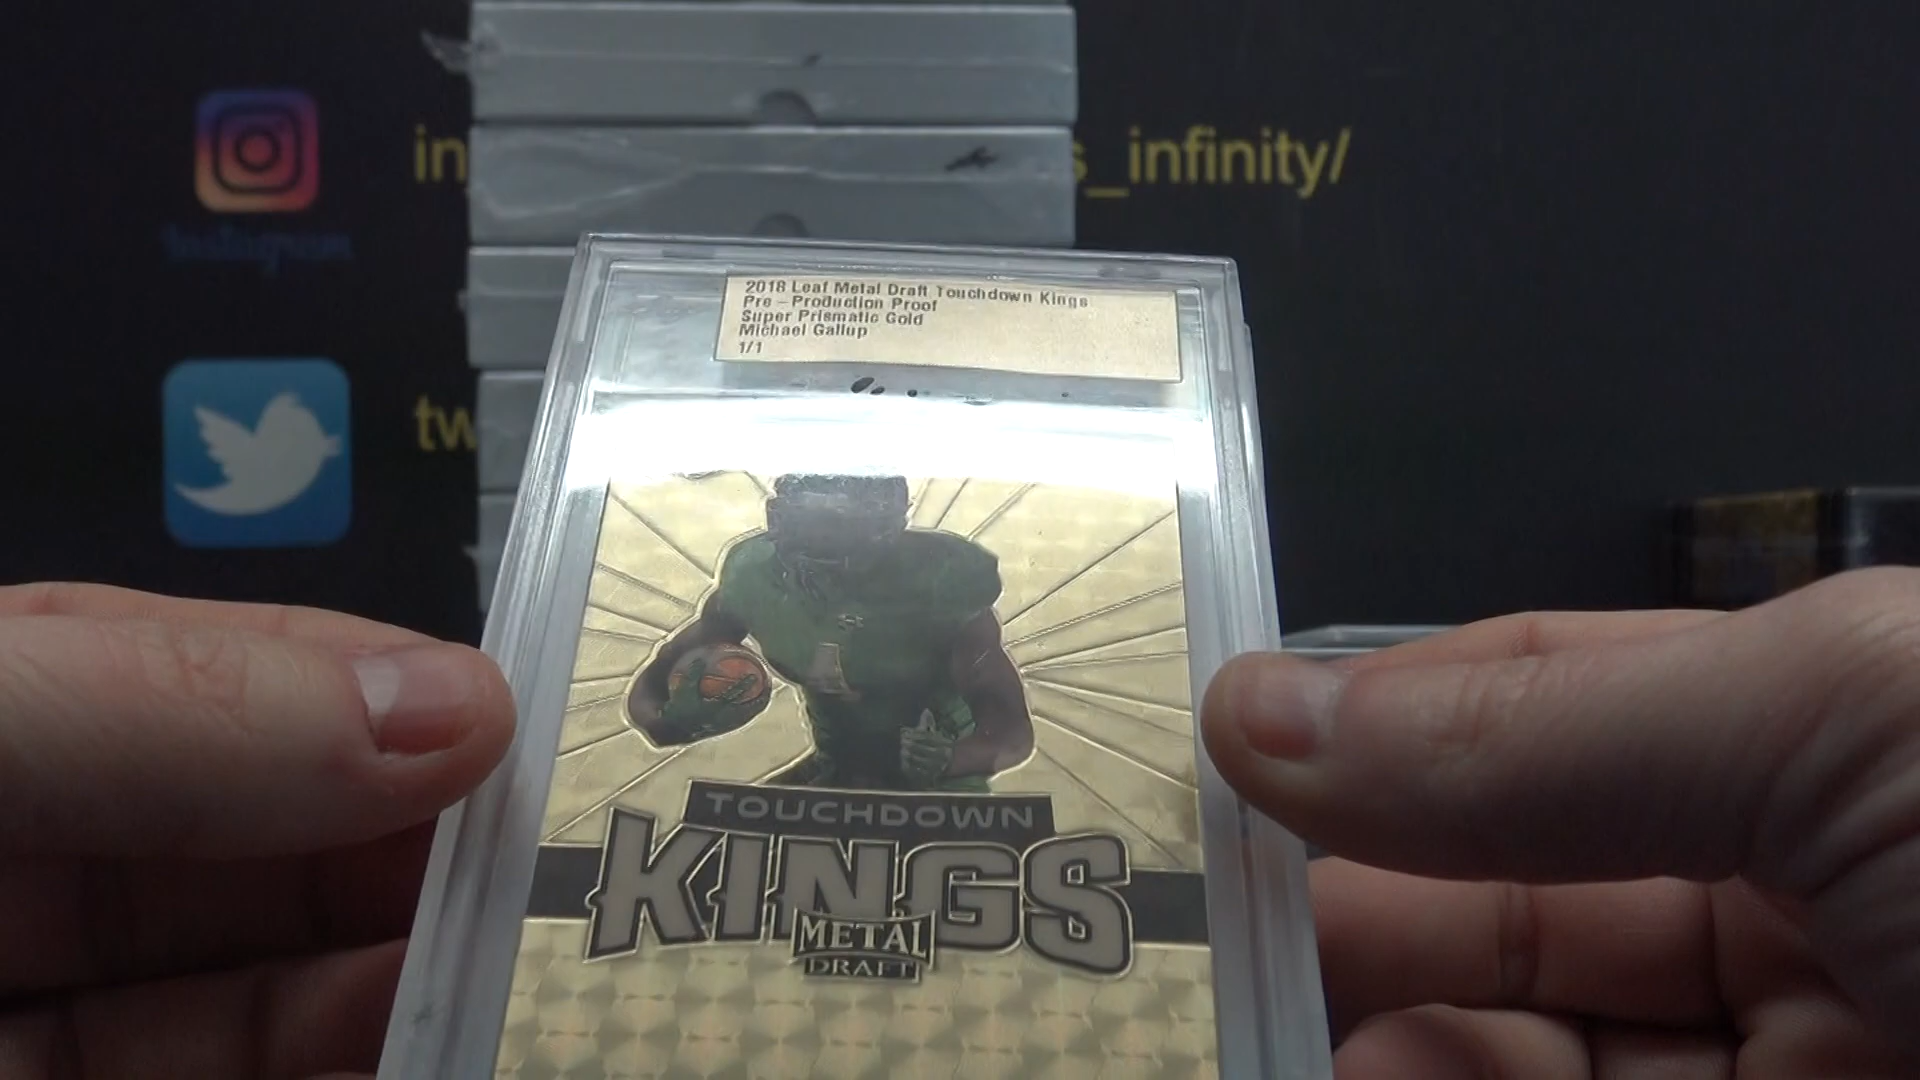 s_infinity/
2018 Leaf Metal Draft Touchdown Kings
Pre - Production Proof
Super Prismatic Gold
Michael Gallup
1/1
TOUCHDOWN
KINGS
METAL
DRAFT